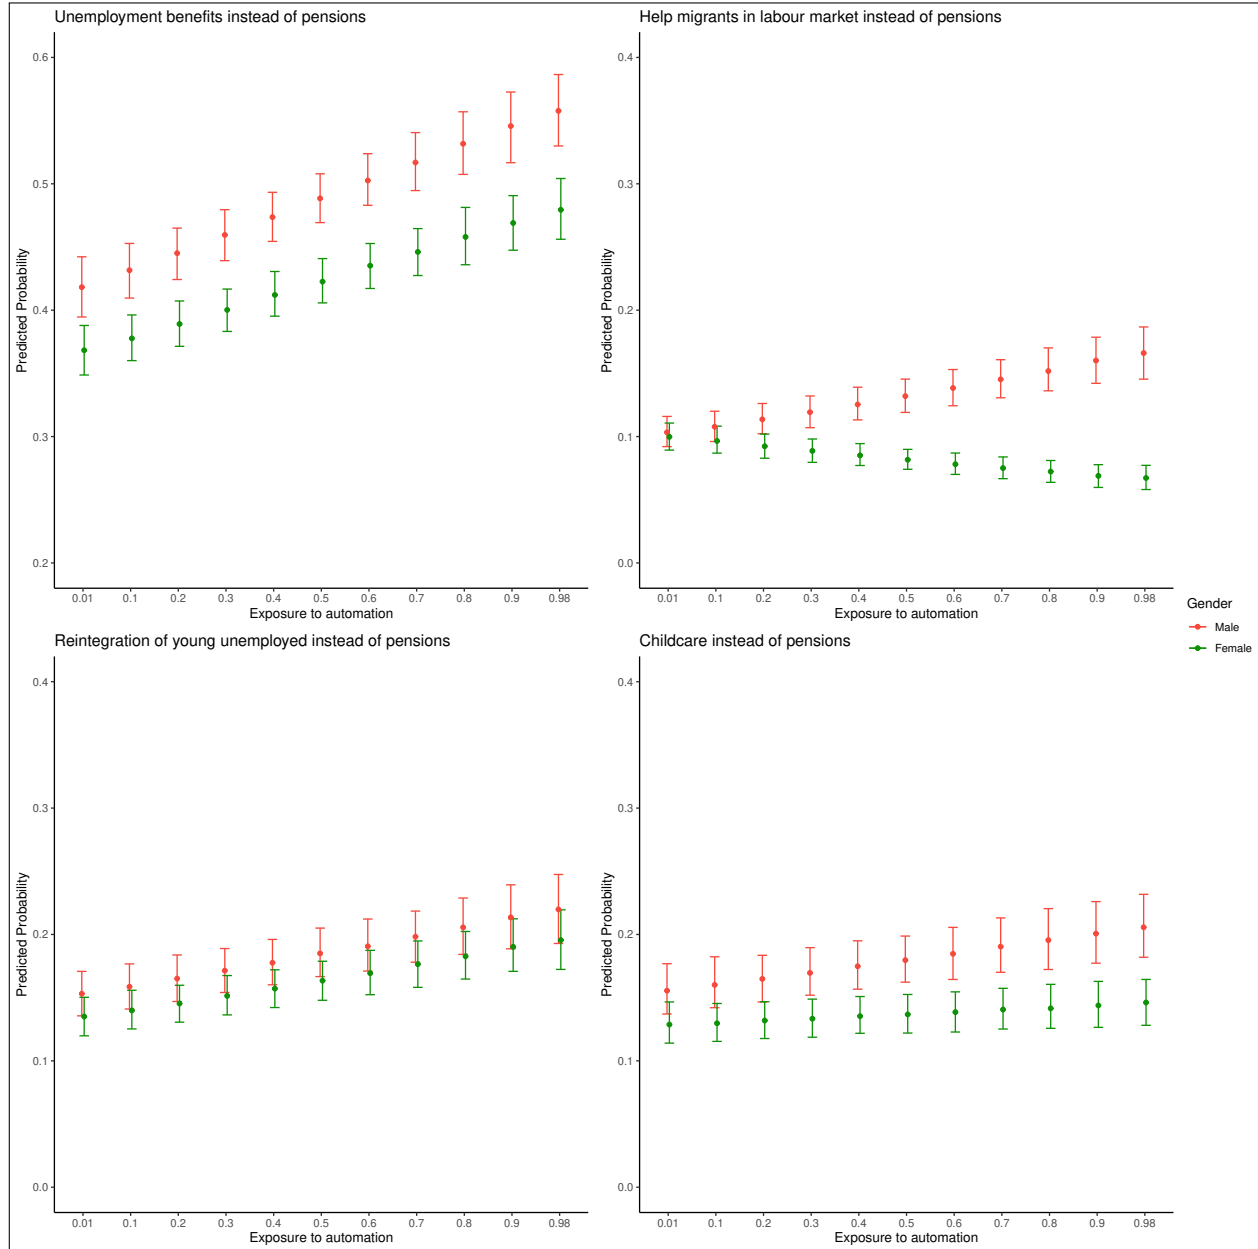 Unemployment benefits instead of pensions
Predicted Probability
0.6
0.5
0.4
0.3
0.2
0.01 0.1 0.2 0.3 0.4 0.5 0.6 0.7 0.8 0.9 0.98
Exposure to automation
Help migrants in labour market instead of pensions
Predicted Probability
0.4
0.3
0.2
0.1
0.0
0.01 0.1 0.2 0.3 0.4 0.5 0.6 0.7 0.8 0.9 0.98
Exposure to automation
Gender
Male
Female
Reintegration of young unemployed instead of pensions
Predicted Probability
0.4
0.3
0.2
0.1
0.0
0.01 0.1 0.2 0.3 0.4 0.5 0.6 0.7 0.8 0.9 0.98
Exposure to automation
Childcare instead of pensions
Predicted Probability
0.4
0.3
0.2
0.1
0.0
0.01 0.1 0.2 0.3 0.4 0.5 0.6 0.7 0.8 0.9 0.98
Exposure to automation